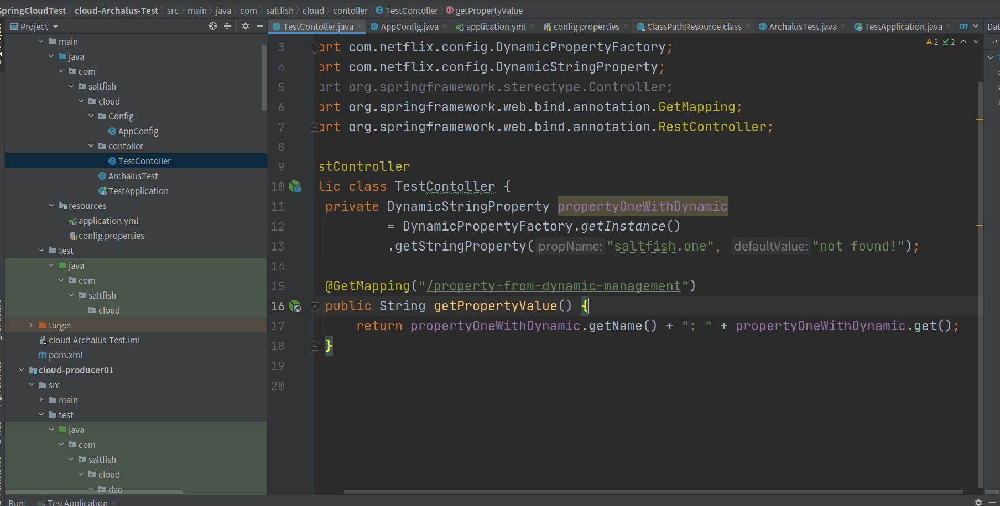 SpringCloudTest cloud-Archalus-Test src main java com saltfish cloud contoller TestContoller getPropertyValue
Project
TestContoller.java AppConfig.java application.yml config.properties ClassPathResource.class ArchalusTest.java TestApplication.java m Dat
main
java
com
saltfish
cloud
Config
AppConfig
contoller
TestContoller
ArchalusTest
TestApplication
resources
application.yml
config.properties
test
java
com
saltfish
cloud
target
cloud-Archalus-Test.iml
pom.xml
cloud-producer01
src
main
test
java
com
saltfish
cloud
dao
2 2
3 ort com.netflix.config.DynamicPropertyFactory;
4 ort com.netflix.config.DynamicStringProperty;
5 ort org.springframework.stereotype.Controller;
6 ort org.springframework.web.bind.annotation.GetMapping;
7 ort org.springframework.web.bind.annotation.RestController;
8
9 stController
10 lic class TestContoller {
11 private DynamicStringProperty propertyOneWithDynamic
12 = DynamicPropertyFactory.getInstance()
13 .getStringProperty( propName: "saltfish.one", defaultValue: "not found!");
14
15 @GetMapping("/property-from-dynamic-management")
16 public String getPropertyValue() {
17 return propertyOneWithDynamic.getName() + ": " + propertyOneWithDynamic.get();
18 }
19
20
Run: TestApplication